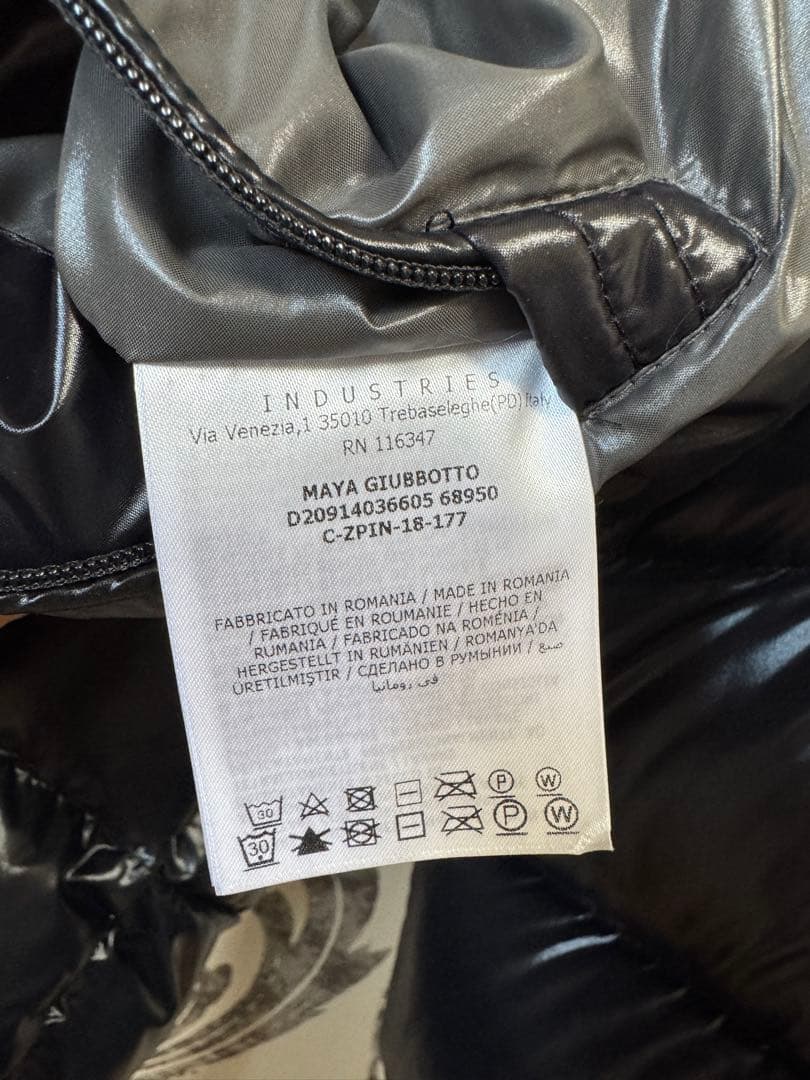 INDUSTRIES
Via Venezia,1 35010 Trebaseleghe(PD) Italy
RN 116347
MAYA GIUBBOTTO
D20914036605 68950
C-ZPIN-18-177
FABBRICATO IN ROMANIA / MADE IN ROMANIA
/ FABRIQUÉ EN ROUMANIE / HECHO EN
RUMANIA / FABRICADO NA ROMÉNIA /
HERGESTELLT IN RUMÄNIEN / ROMANYA'DA
ÜRETILMIŞTIR / СДЕЛАНО В РУМЫНИИ / صنع
في رومانيا
30 P W
30 P W